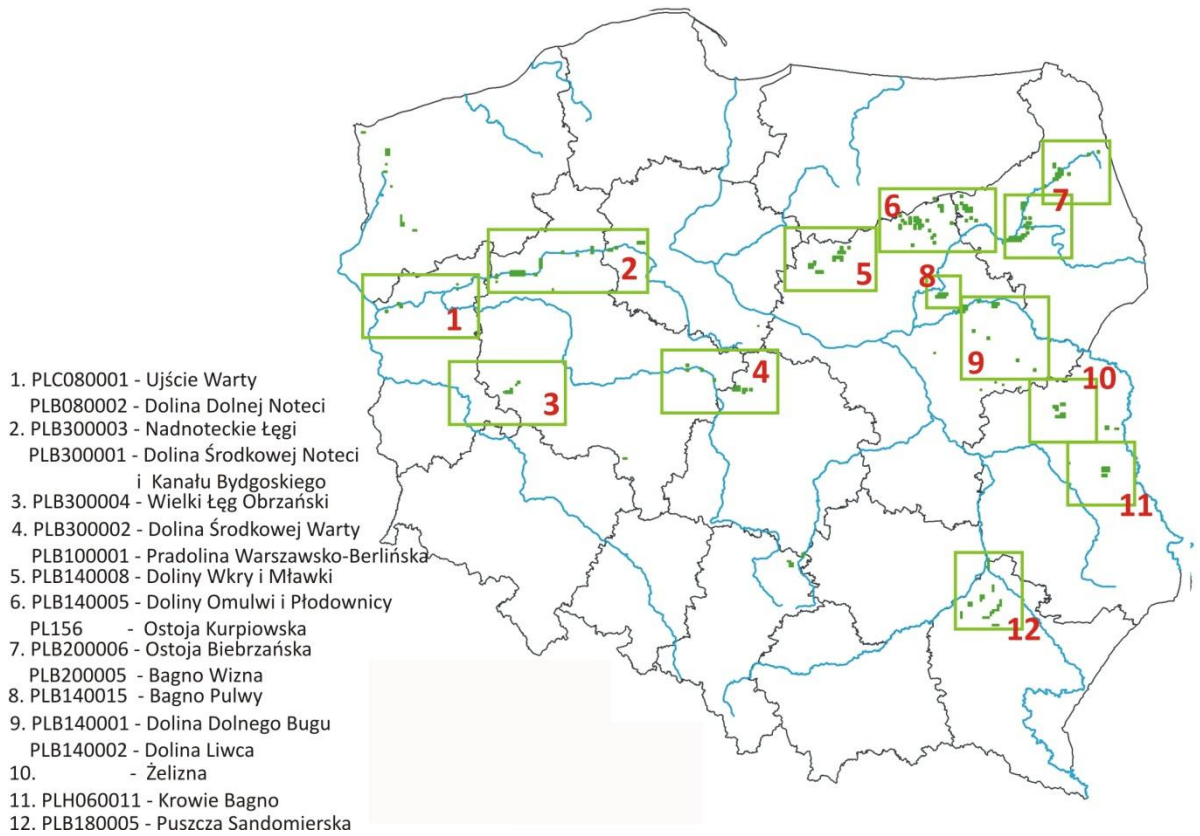 1. PLC080001 - Ujście Warty
PLB080002 - Dolina Dolnej Noteci
2. PLB300003 - Nadnoteckie Łęgi
PLB300001 - Dolina Środkowej Noteci
i Kanału Bydgoskiego
3. PLB300004 - Wielki Łęg Obrzański
4. PLB300002 - Dolina Środkowej Warty
PLB100001 - Pradolina Warszawsko-Berlińska
5. PLB140008 - Doliny Wkry i Mławki
6. PLB140005 - Doliny Omulwi i Płodownicy
PL156 - Ostoja Kurpiowska
7. PLB200006 - Ostoja Biebrzańska
PLB200005 - Bagno Wizna
8. PLB140015 - Bagno Pulwy
9. PLB140001 - Dolina Dolnego Bugu
PLB140002 - Dolina Liwca
10. - Żelizna
11. PLH060011 - Krowie Bagno
12. PLB180005 - Puszcza Sandomierska
7
6
2
5
8
1
9
4
10
3
11
12